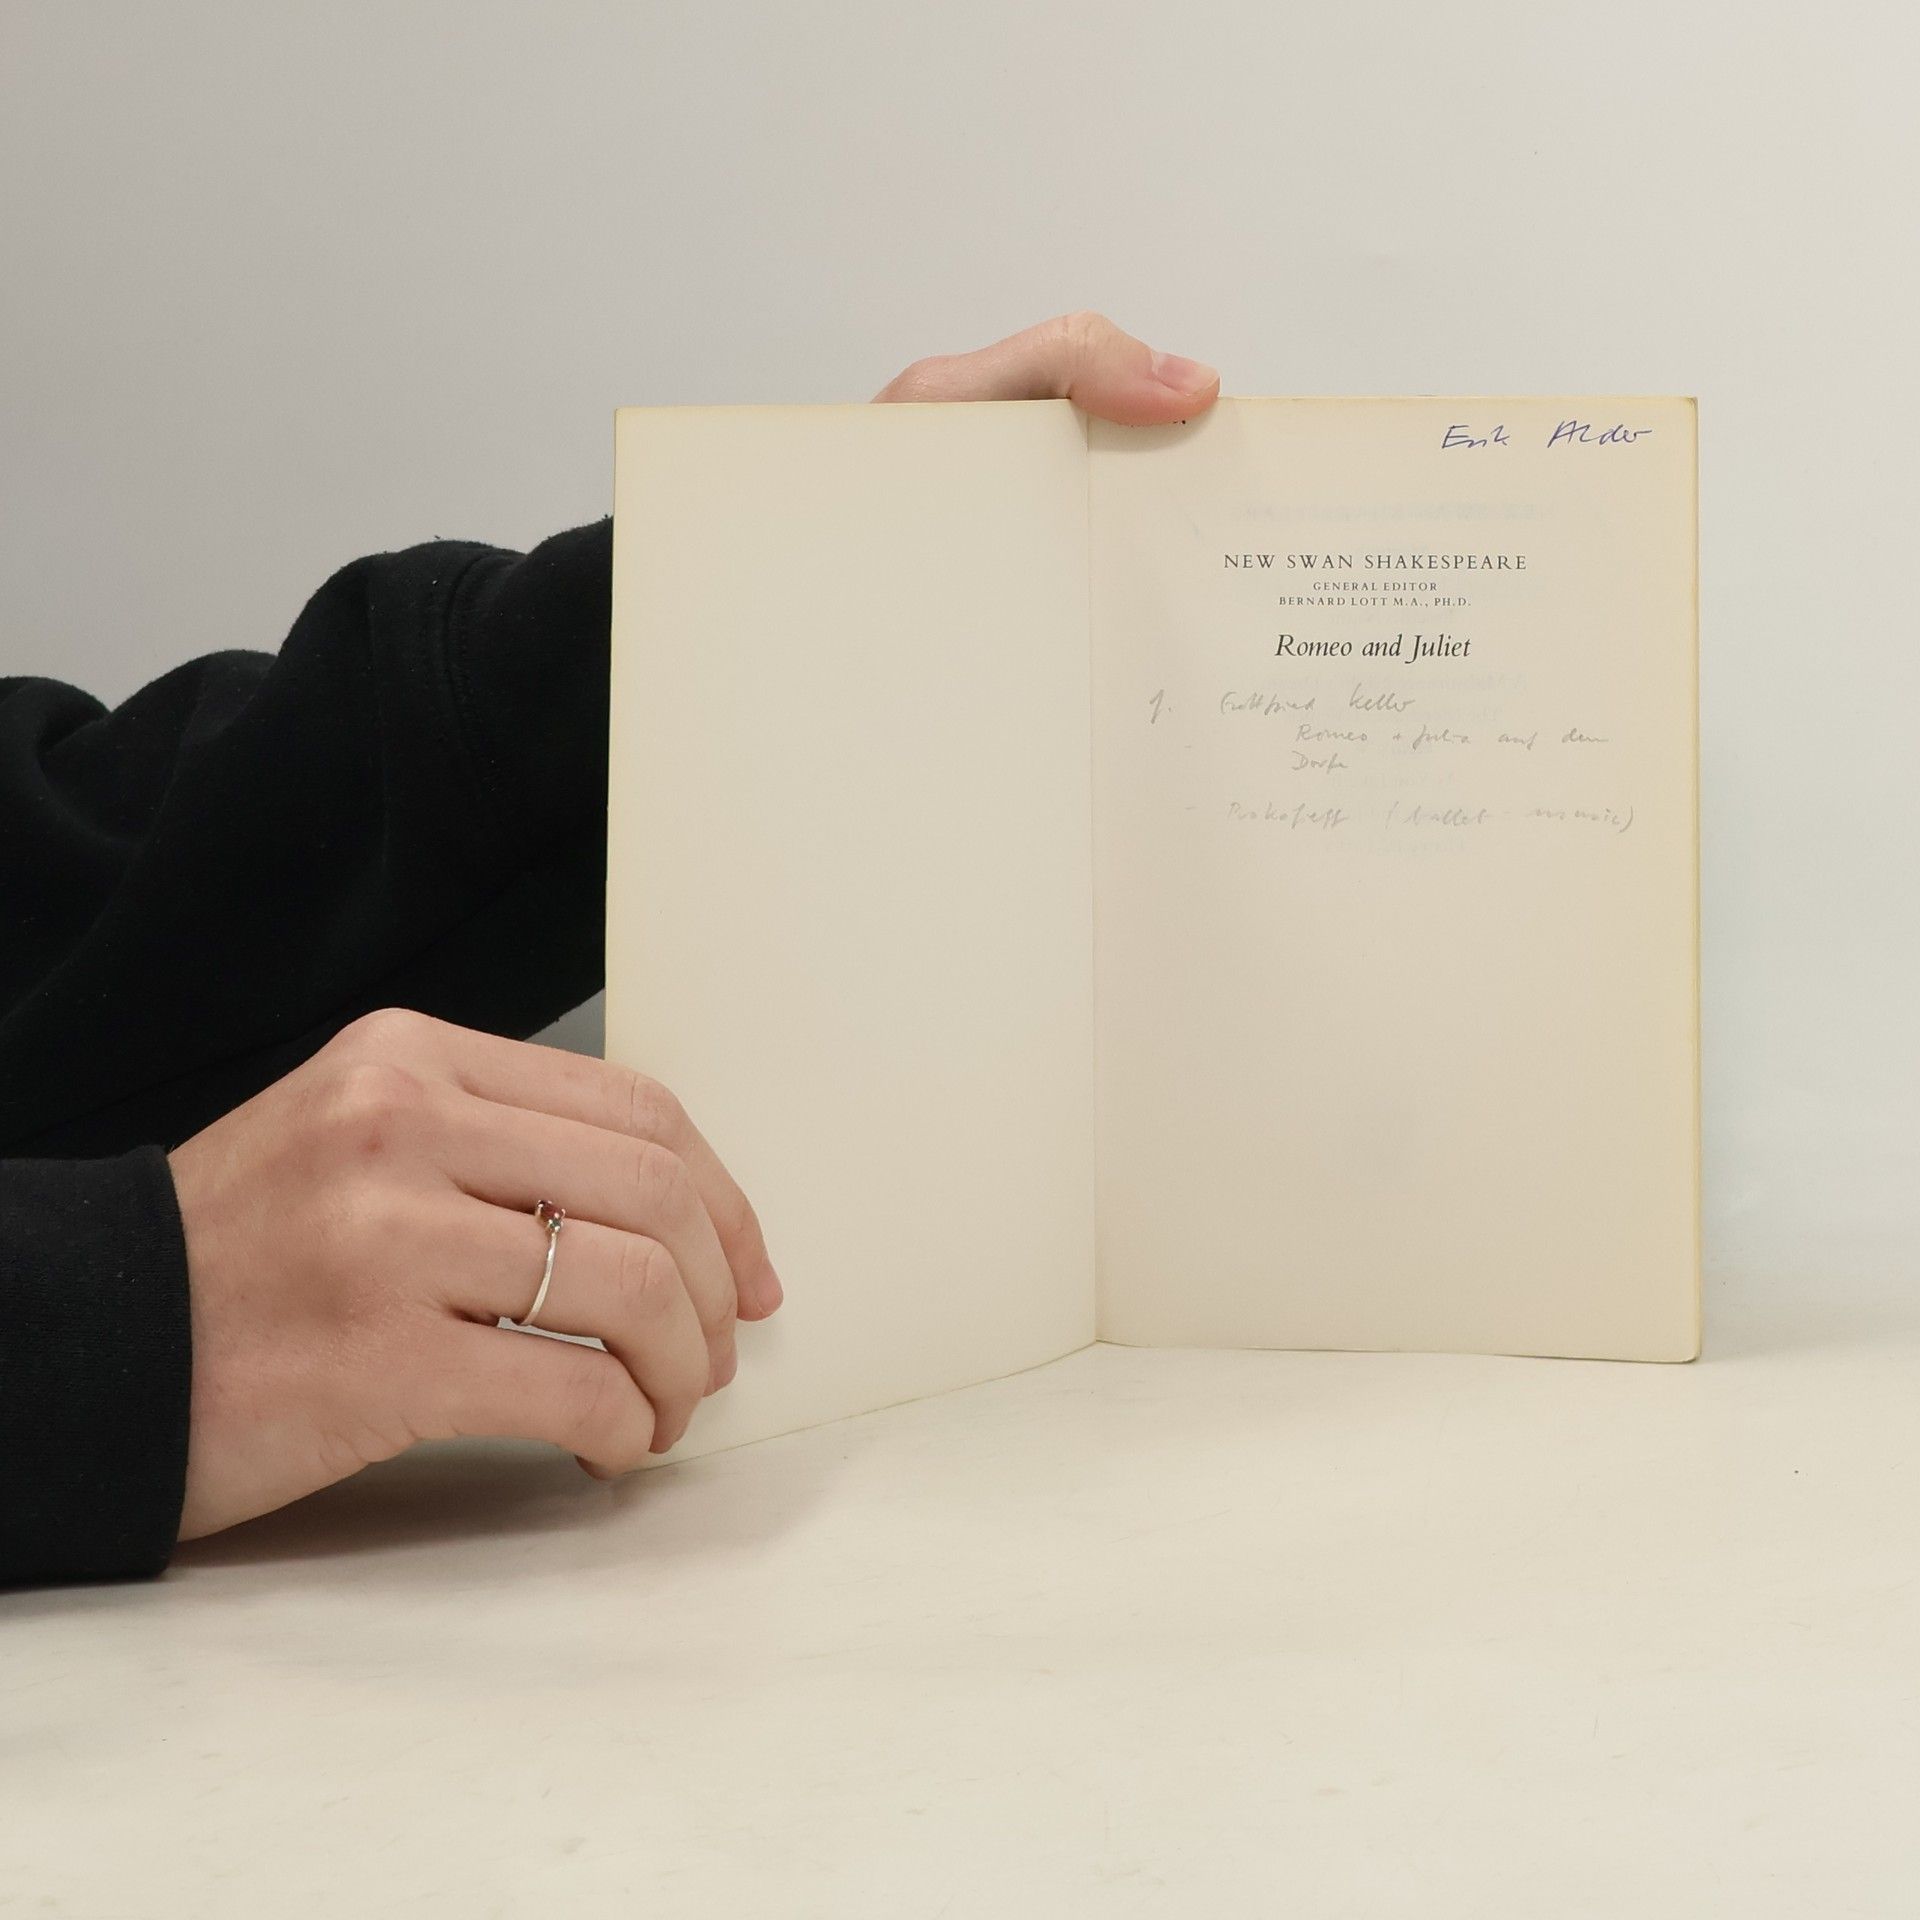 Erik Alder
NEW SWAN SHAKESPEARE
GENERAL EDITOR
BERNARD LOTT M.A., PH.D.
Romeo and Juliet
f. Gottfried Keller
Romeo + Julia auf dem
Dorfe
- Prokofieff (ballet-music)